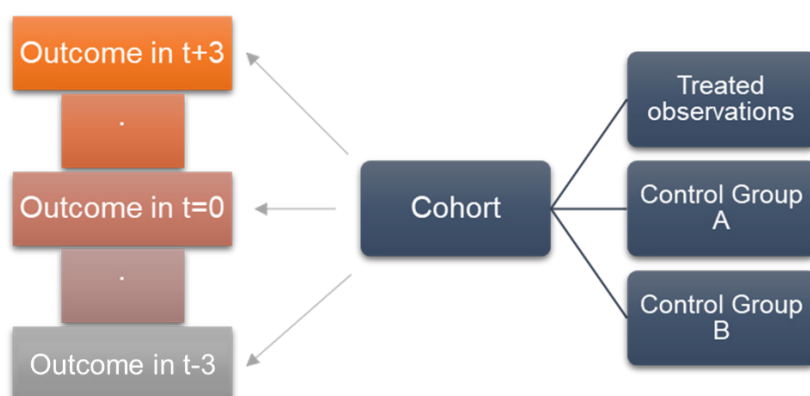 Outcome in t+3
.
Outcome in t=0
.
Outcome in t-3
Cohort
Treated
observations
Control Group
A
Control Group
B